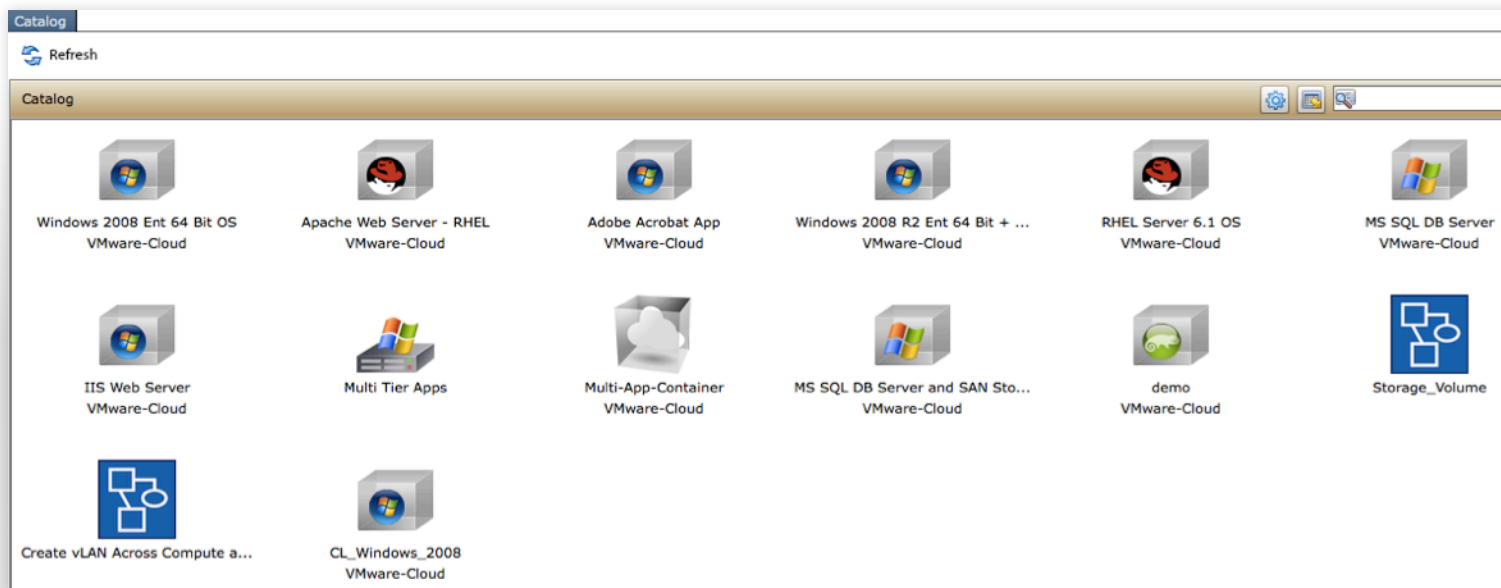 Catalog
Refresh
Catalog
Windows 2008 Ent 64 Bit OS
VMware-Cloud
Apache Web Server - RHEL
VMware-Cloud
Adobe Acrobat App
VMware-Cloud
Windows 2008 R2 Ent 64 Bit + ...
VMware-Cloud
RHEL Server 6.1 OS
VMware-Cloud
MS SQL DB Server
VMware-Cloud
IIS Web Server
VMware-Cloud
Multi Tier Apps
Multi-App-Container
VMware-Cloud
MS SQL DB Server and SAN Sto...
VMware-Cloud
demo
VMware-Cloud
Storage_Volume
Create vLAN Across Compute a...
CL_Windows_2008
VMware-Cloud